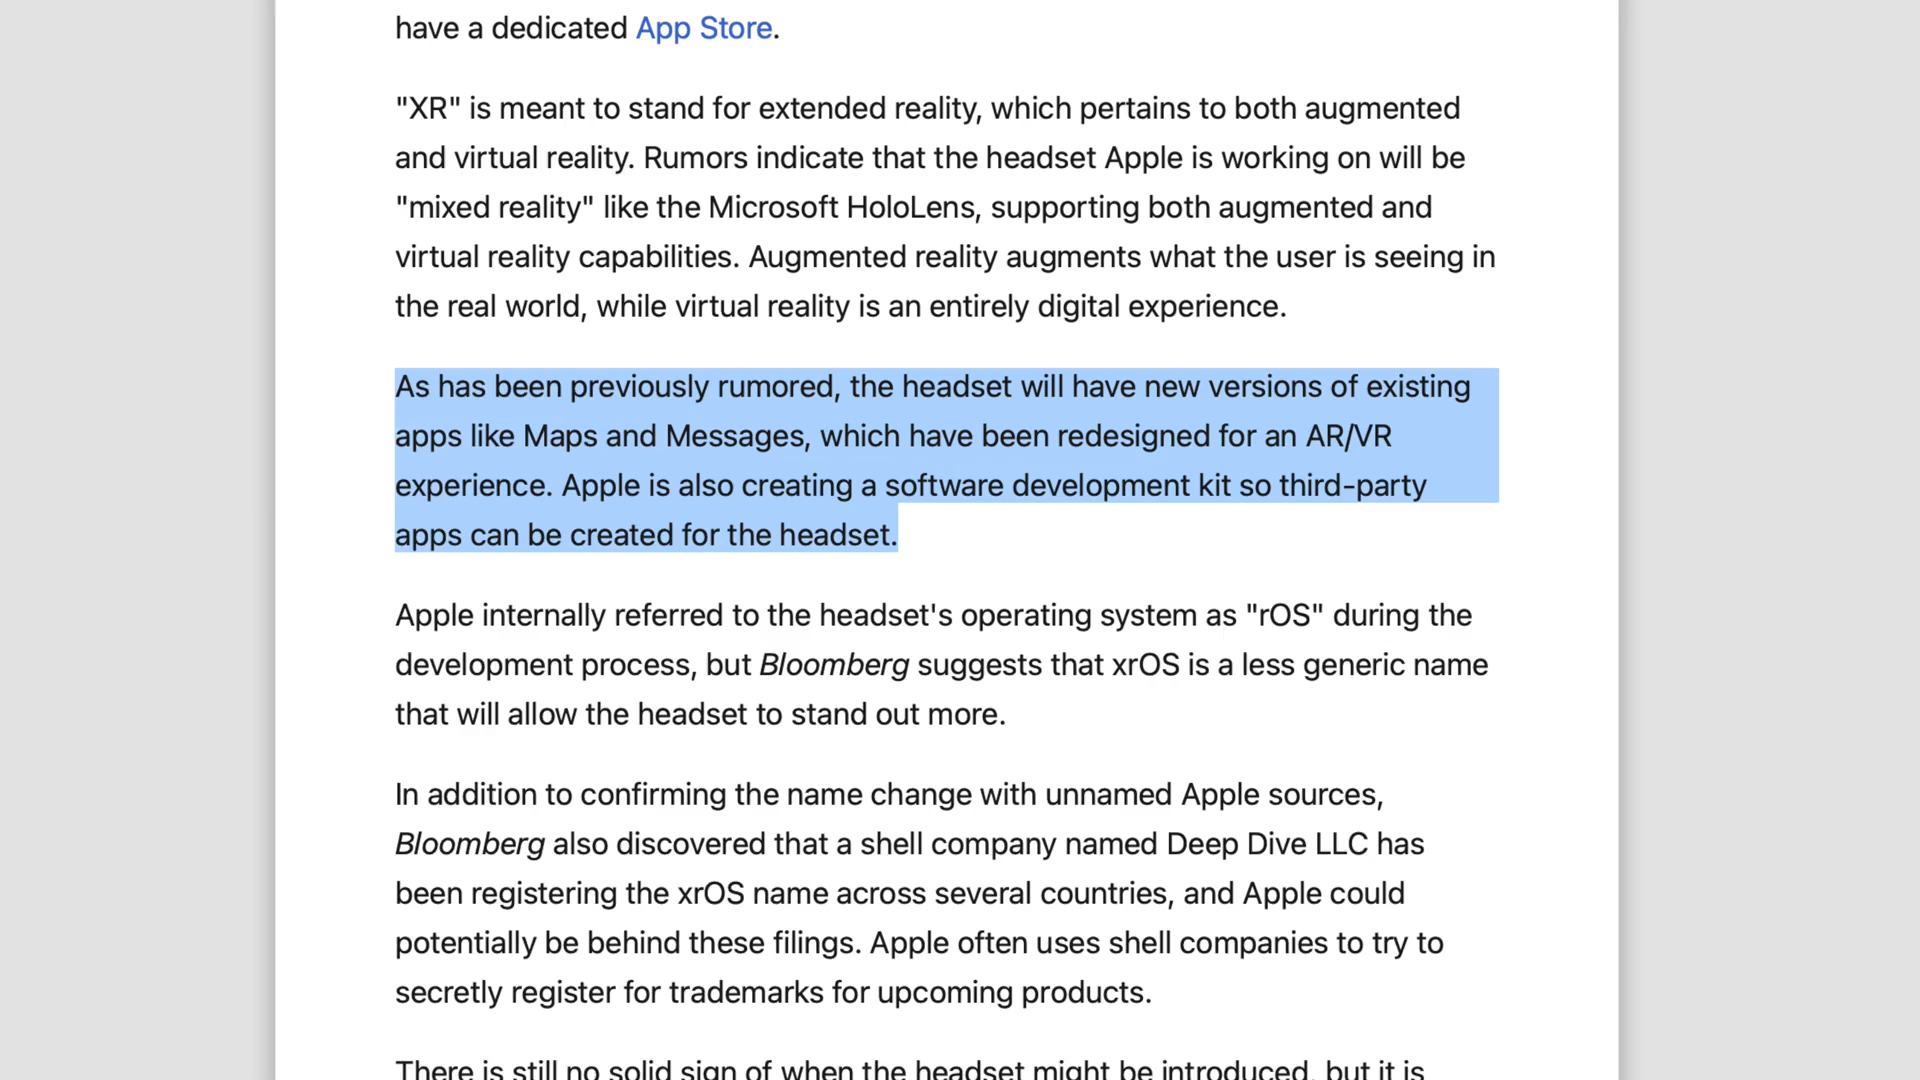 have a dedicated App Store.
"XR" is meant to stand for extended reality, which pertains to both augmented
and virtual reality. Rumors indicate that the headset Apple is working on will be
"mixed reality" like the Microsoft HoloLens, supporting both augmented and
virtual reality capabilities. Augmented reality augments what the user is seeing in
the real world, while virtual reality is an entirely digital experience.
As has been previously rumored, the headset will have new versions of existing
apps like Maps and Messages, which have been redesigned for an AR/VR
experience. Apple is also creating a software development kit so third-party
apps can be created for the headset.
Apple internally referred to the headset's operating system as "rOS" during the
development process, but Bloomberg suggests that xrOS is a less generic name
that will allow the headset to stand out more.
In addition to confirming the name change with unnamed Apple sources,
Bloomberg also discovered that a shell company named Deep Dive LLC has
been registering the xrOS name across several countries, and Apple could
potentially be behind these filings. Apple often uses shell companies to try to
secretly register for trademarks for upcoming products.
There is still no solid sign of when the headset might be introduced, but it is